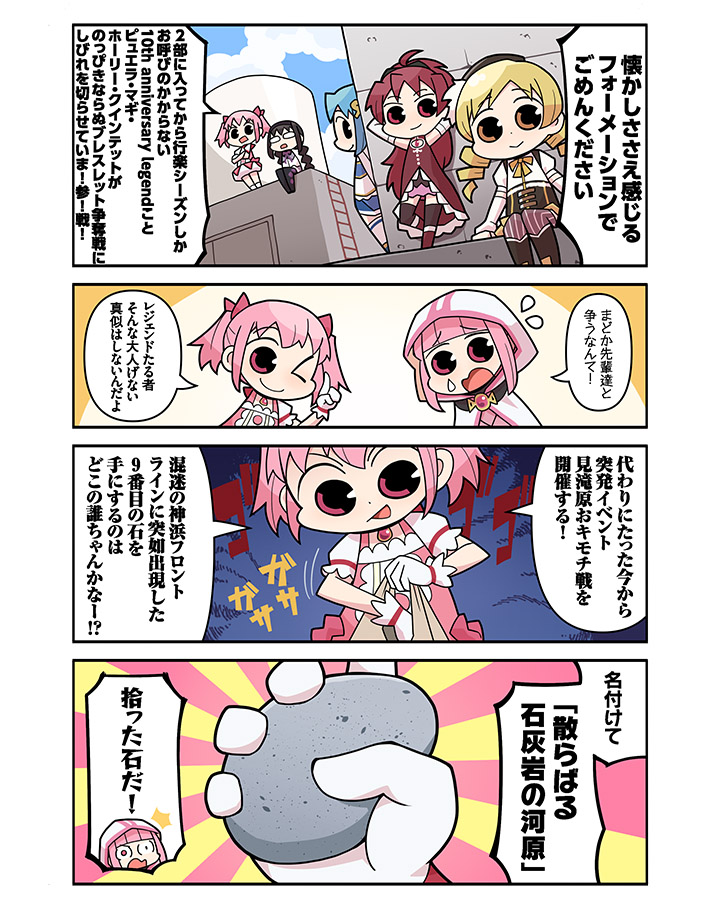 懐かしささえ感じる
フォーメーションで
ごめんください
２部に入ってから行楽シーズンしか
お呼びのかからない
10th anniversary legendこと
ピュエラ・マギ・
ホーリー・クインテットが
のっぴきならぬブレスレット争奪戦に
しびれを切らせていま！参！戦！
まどか先輩達と
争うなんて！
レジェンドたる者
そんな大人げない
真似はしないんだよ
代わりにたった今から
突発イベント
見滝原おキモチ戦を
開催する！
ゴゴゴ
ガサ
ガサ
混迷の神浜フロント
ラインに突如出現した
９番目の石を
手にするのは
どこの誰ちゃんかなー!?
名付けて
「散らばる
石灰岩の河原」
拾った石だ！